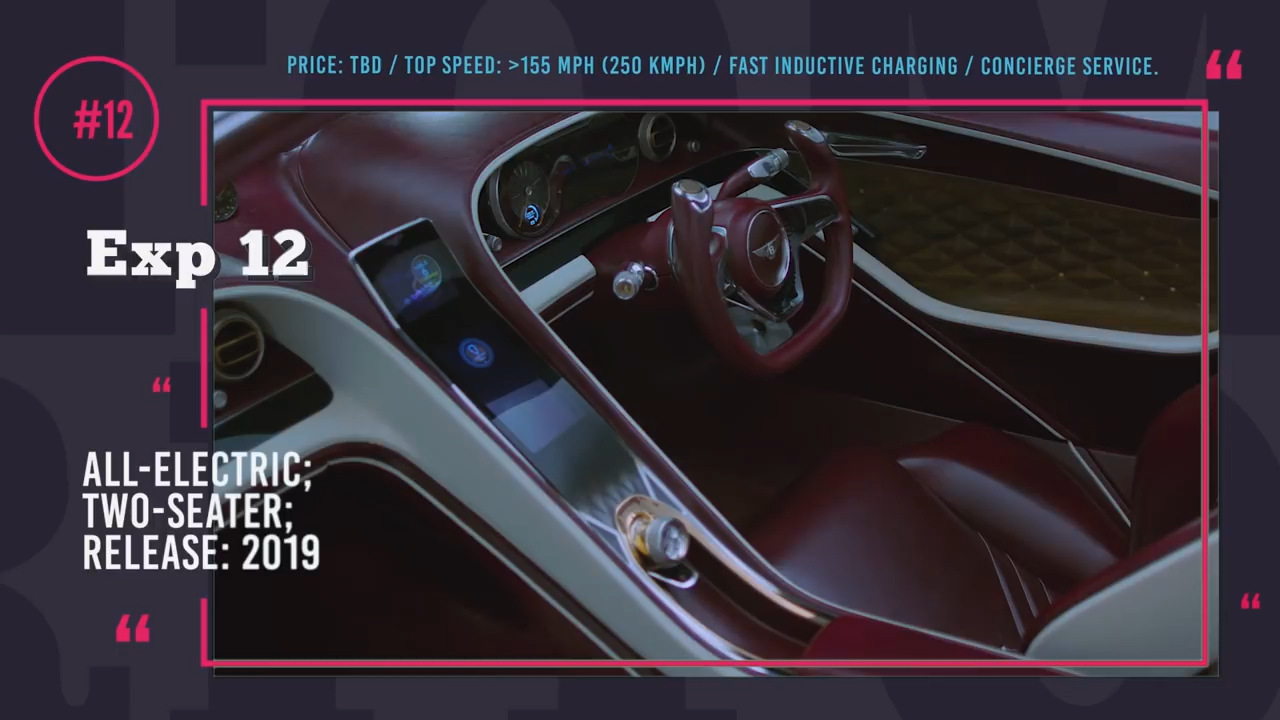 PRICE: TBD / TOP SPEED: >155 MPH (250 KMPH) / FAST INDUCTIVE CHARGING / CONCIERGE SERVICE.
#12
Exp 12
ALL-ELECTRIC;
TWO-SEATER;
RELEASE: 2019